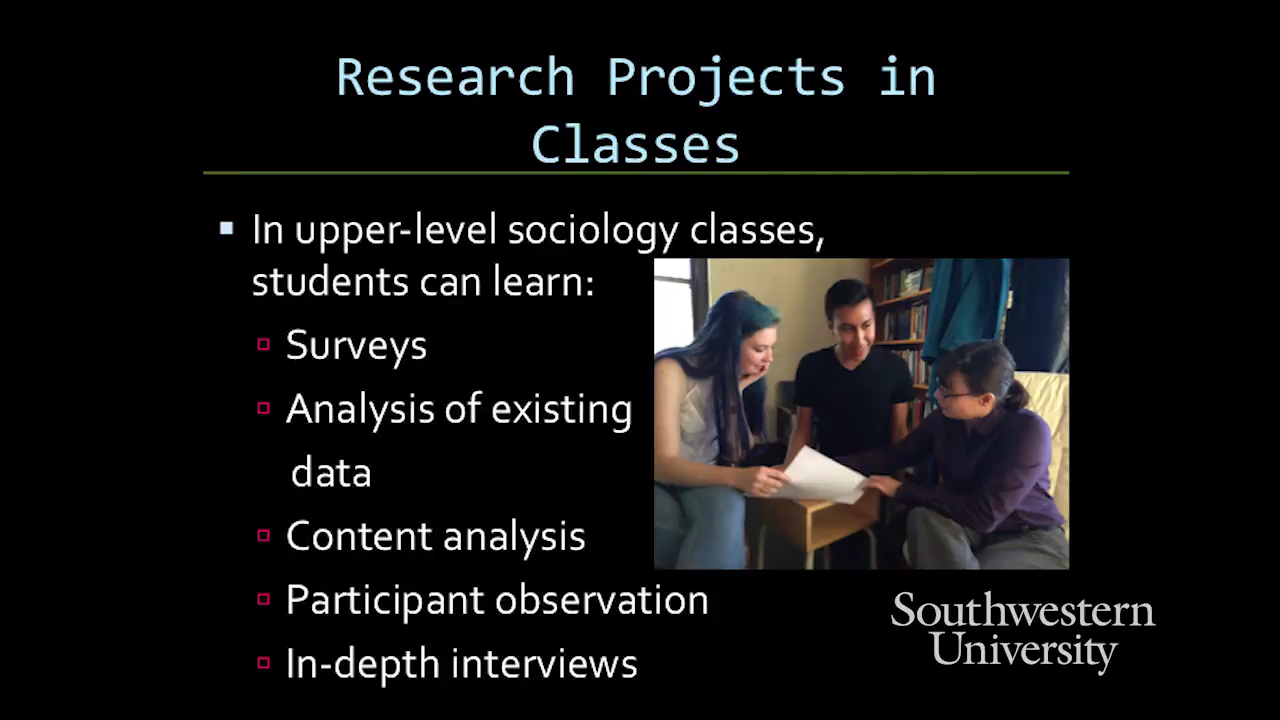 Research Projects in
Classes
In upper-level sociology classes,
students can learn:
Surveys
Analysis of existing
data
Content analysis
Participant observation
In-depth interviews
Southwestern
University